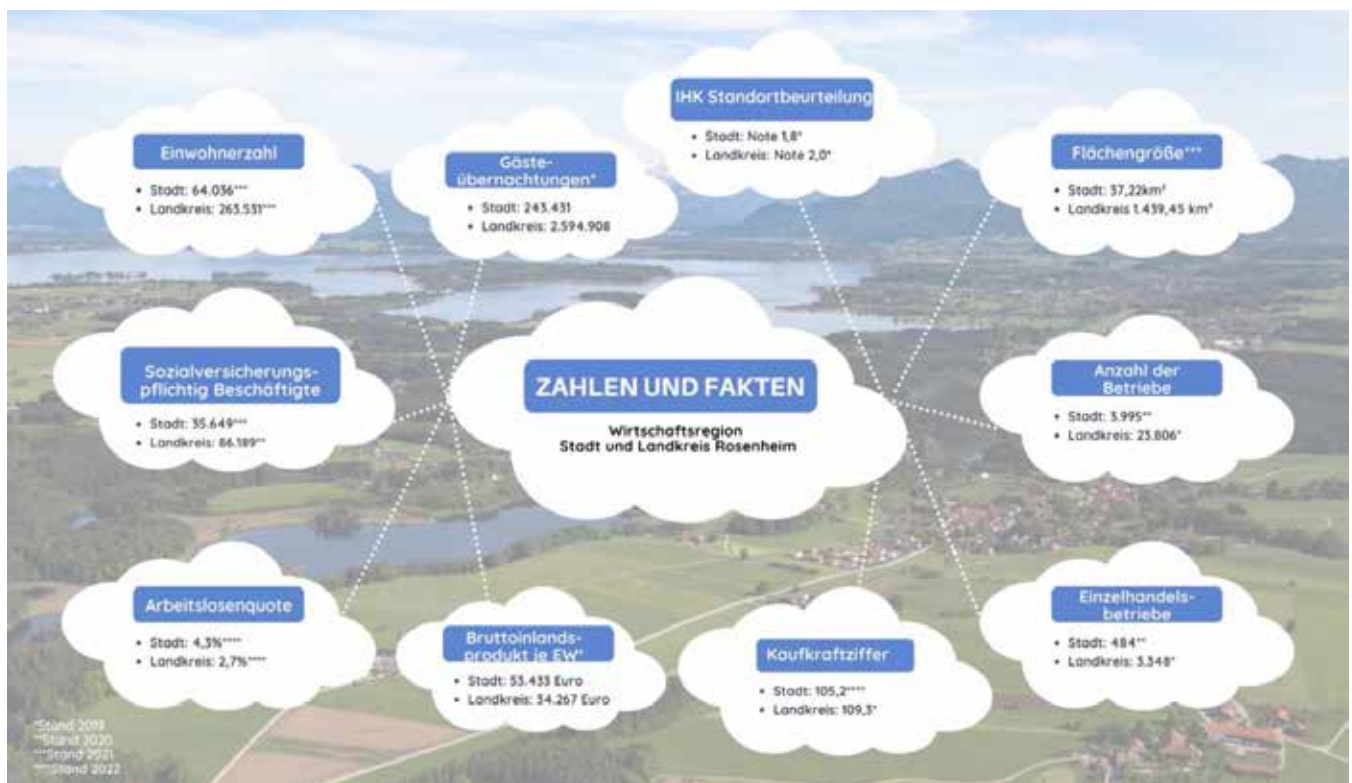 IHK Standortbeurteilung
• Stadt: Note 1,8*
• Landkreis: Note 2,0*
Einwohnerzahl
• Stadt: 64.036***
• Landkreis: 263.531***
Gäste-
übernachtungen*
• Stadt: 243.431
• Landkreis: 2.594.908
Flächengröße***
• Stadt: 37,22km²
• Landkreis 1.439,45 km²
Sozialversicherungs-
pflichtig Beschäftigte
• Stadt: 35.649***
• Landkreis: 86.189**
ZAHLEN UND FAKTEN
Wirtschaftsregion
Stadt und Landkreis Rosenheim
Anzahl der
Betriebe
• Stadt: 3.995**
• Landkreis: 23.806*
Arbeitslosenquote
• Stadt: 4,3%****
• Landkreis: 2,7%****
Bruttoinlands-
produkt je EW*
• Stadt: 53.433 Euro
• Landkreis: 34.267 Euro
Kaufkraftziffer
• Stadt: 105,2****
• Landkreis: 109,3*
Einzelhandels-
betriebe
• Stadt: 484**
• Landkreis: 3.348*
*Stand 2019
**Stand 2020
***Stand 2021
****Stand 2022